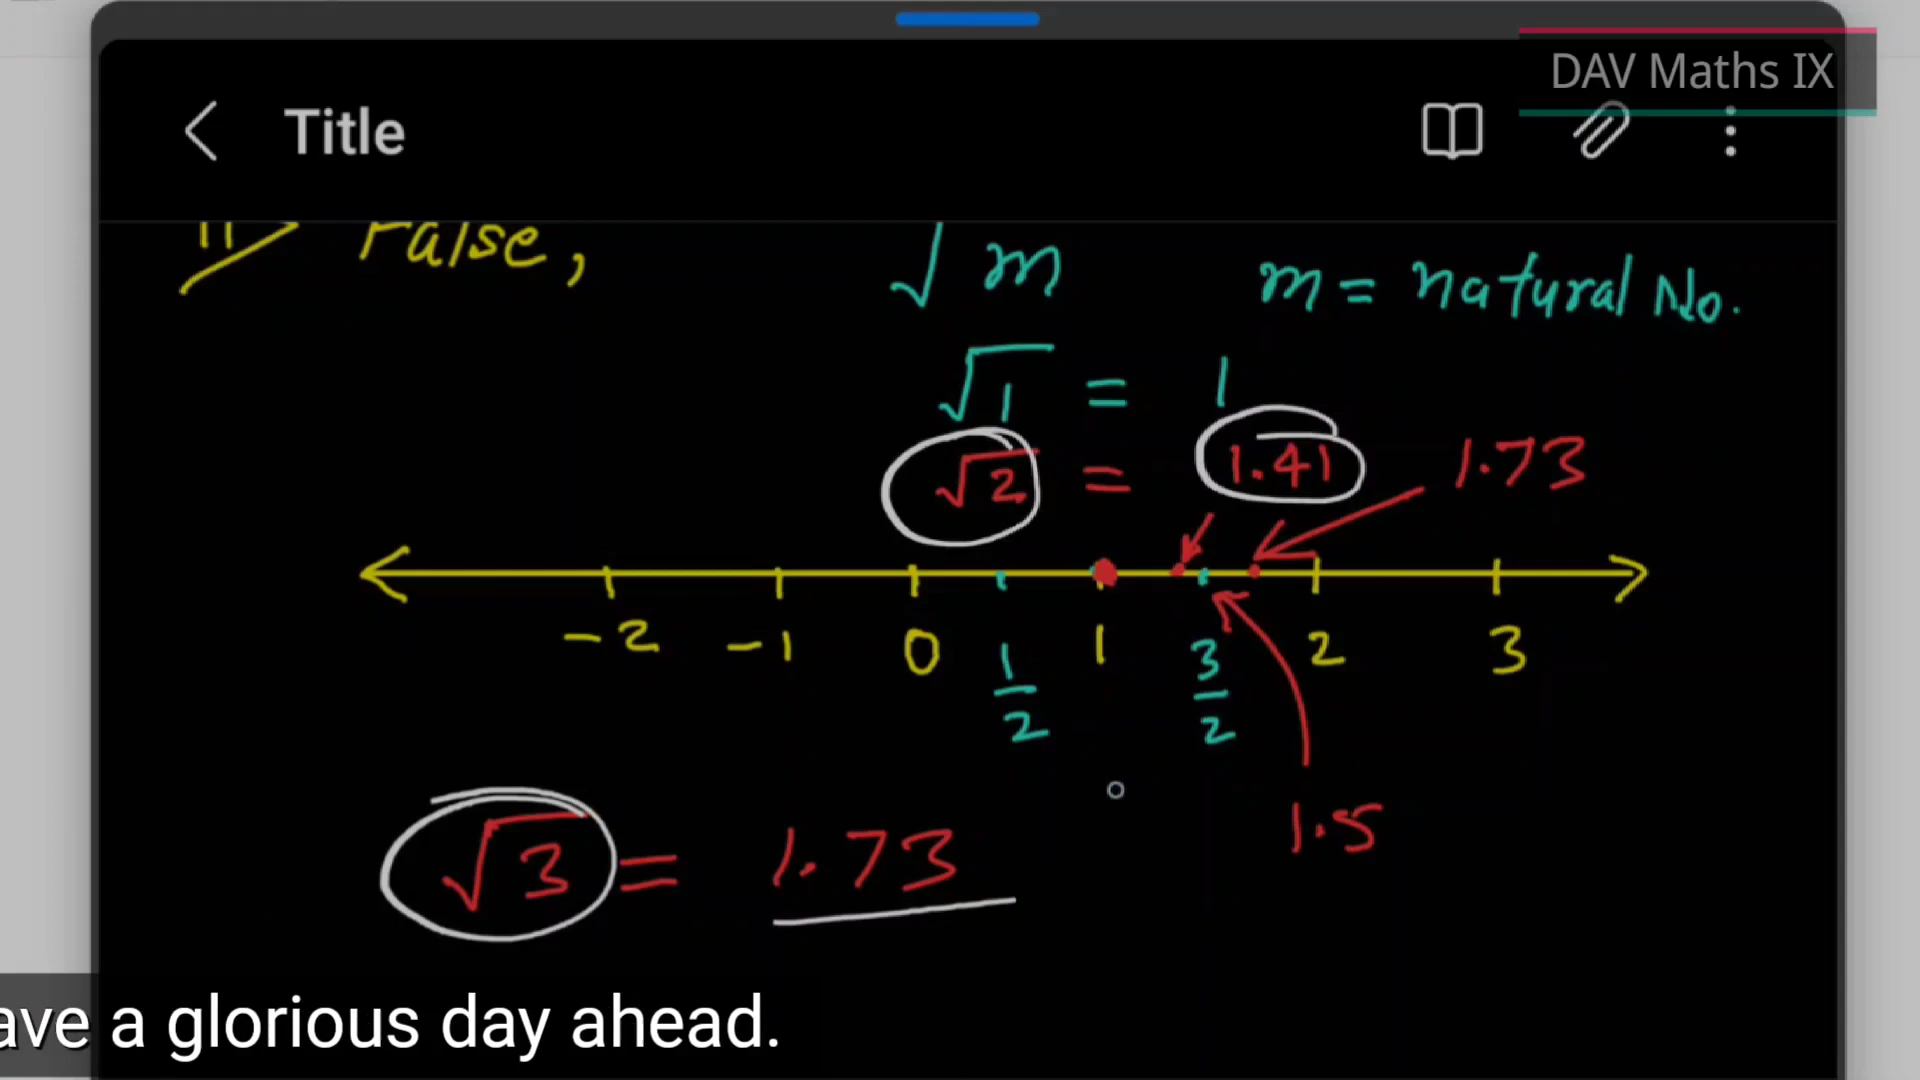 DAV Maths IX
Title
ii False, √m m = natural No.
√1 = 1
√2 = 1.41 1.73
-2 -1 0 1/2 1 3/2 2 3
√3 = 1.73 1.5
ave a glorious day ahead.